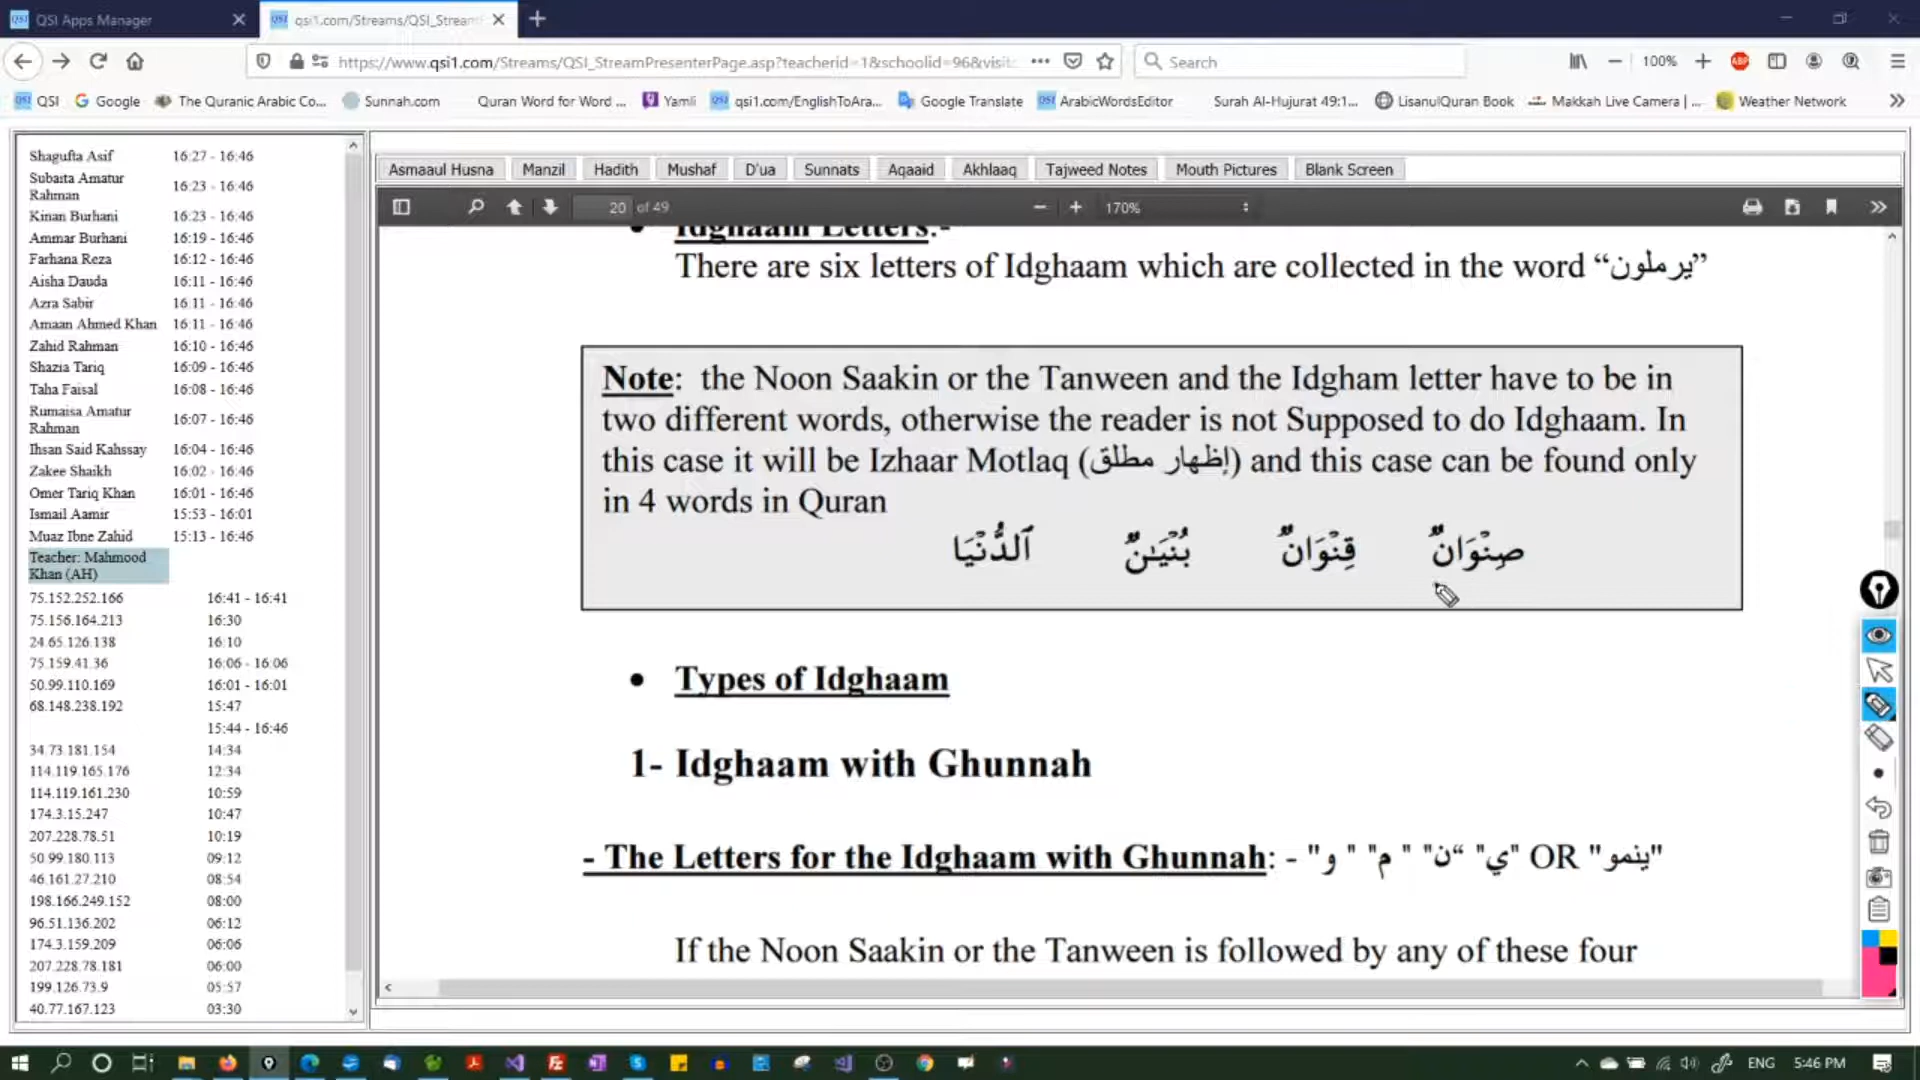 QSI Apps Manager
qsi1.com/Streams/QSI_Stream
https://www.qsi1.com/Streams/QSI_StreamPresenterPage.asp?teacherid=1&schoolid=96&visit
Search
100%
QSI
Google
The Quranic Arabic Co...
Sunnah.com
Quran Word for Word ...
Yamli
qsi1.com/EnglishToAra...
Google Translate
ArabicWordsEditor
Surah Al-Hujurat 49:1...
LisanulQuran Book
Makkah Live Camera | ...
Weather Network
Shagufta Asif 16:27 - 16:46
Subaita Amatur Rahman 16:23 - 16:46
Kinan Burhani 16:23 - 16:46
Ammar Burhani 16:19 - 16:46
Farhana Reza 16:12 - 16:46
Aisha Dauda 16:11 - 16:46
Azra Sabir 16:11 - 16:46
Amaan Ahmed Khan 16:11 - 16:46
Zahid Rahman 16:10 - 16:46
Shazia Tariq 16:09 - 16:46
Taha Faisal 16:08 - 16:46
Rumaisa Amatur Rahman 16:07 - 16:46
Ihsan Said Kahssay 16:04 - 16:46
Zakee Shaikh 16:02 - 16:46
Omer Tariq Khan 16:01 - 16:46
Ismail Aamir 15:53 - 16:01
Muaz Ibne Zahid 15:13 - 16:46
Teacher: Mahmood Khan (AH)
75.152.252.166 16:41 - 16:41
75.156.164.213 16:30
24.65.126.138 16:10
75.159.41.36 16:06 - 16:06
50.99.110.169 16:01 - 16:01
68.148.238.192 15:47
15:44 - 16:46
34.73.181.154 14:34
114.119.165.176 12:34
114.119.161.230 10:59
174.3.15.247 10:47
207.228.78.51 10:19
50.99.180.113 09:12
46.161.27.210 08:54
198.166.249.152 08:00
96.51.136.202 06:12
174.3.159.209 06:06
207.228.78.181 06:00
199.126.73.9 05:57
40.77.167.123 03:30
Asmaaul Husna Manzil Hadith Mushaf D'ua Sunnats Aqaaid Akhlaaq Tajweed Notes Mouth Pictures Blank Screen
20 of 49
170%
• Idghaam Letters:-
There are six letters of Idghaam which are collected in the word “يرملون”
Note: the Noon Saakin or the Tanween and the Idgham letter have to be in
two different words, otherwise the reader is not Supposed to do Idghaam. In
this case it will be Izhaar Motlaq (إظهار مطلق) and this case can be found only
in 4 words in Quran
صِنْوَانٌ قِنْوَانٌ بُنْيَـٰنٌ ٱلدُّنْيَا
• Types of Idghaam
1- Idghaam with Ghunnah
- The Letters for the Idghaam with Ghunnah: - "ي" "ن“ "م" "و" OR "ينمو"
If the Noon Saakin or the Tanween is followed by any of these four
ENG
5:46 PM